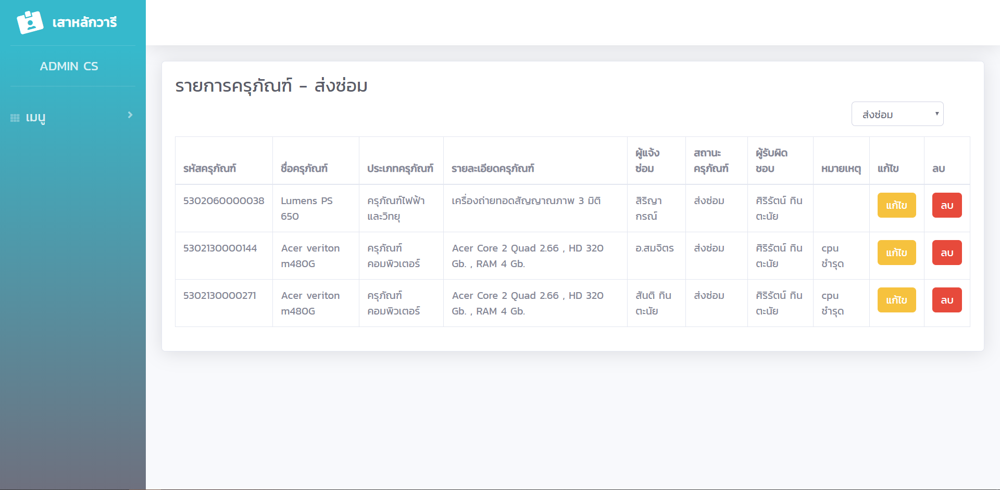 เสาหลักวารี
ADMIN CS
เมนู
รายการครุภัณฑ์ - ส่งซ่อม
ส่งซ่อม
รหัสครุภัณฑ์ ชื่อครุภัณฑ์ ประเภทครุภัณฑ์ รายละเอียดครุภัณฑ์ ผู้แจ้ง สถานะ ผู้รับผิด หมายเหตุ แก้ไข ลบ
ซ่อม ครุภัณฑ์ ชอบ
5302060000038 Lumens PS ครุภัณฑ์ไฟฟ้า เครื่องถ่ายทอดสัญญาณภาพ 3 มิติ สิริญา ส่งซ่อม ศิริรัตน์ ทิน แก้ไข ลบ
650 และวิทยุ กรณ์ ตะนัย
5302130000144 Acer veriton ครุภัณฑ์ Acer Core 2 Quad 2.66 , HD 320 อ.สมจิตร ส่งซ่อม ศิริรัตน์ ทิน cpu แก้ไข ลบ
m480G คอมพิวเตอร์ Gb. , RAM 4 Gb. ตะนัย ชำรุด
5302130000271 Acer veriton ครุภัณฑ์ Acer Core 2 Quad 2.66 , HD 320 สันติ ทิน ส่งซ่อม ศิริรัตน์ ทิน cpu แก้ไข ลบ
m480G คอมพิวเตอร์ Gb. , RAM 4 Gb. ตะนัย ตะนัย ชำรุด